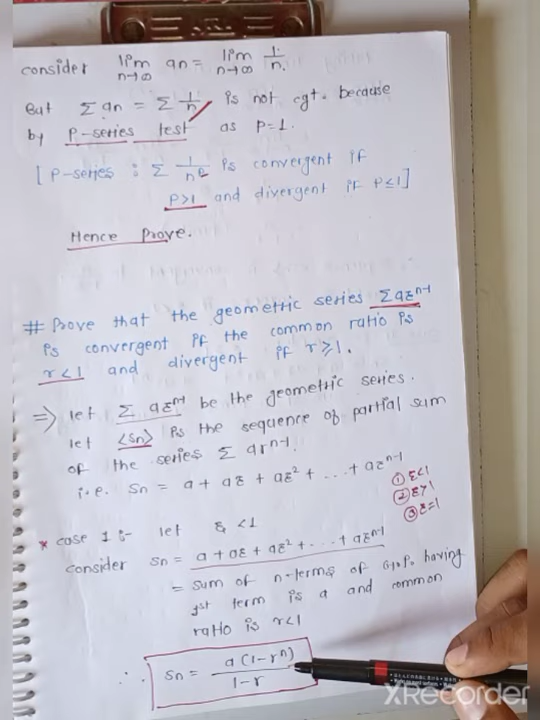 consider lim n→∞ an = lim n→∞ 1/n.
But Σ an = Σ 1/n is not cgt. because
by P-series test as P=1.
[ P-series : Σ 1/n^p is convergent if
P>1 and divergent if P≤1]
Hence Prove.
# Prove that the geometric series Σar^n-1
is convergent if the common ratio is
r<1 and divergent if r≥1.
⇒ let Σ ar^n-1 be the geometric series.
let <sn> is the sequence of partial sum
of the series Σ ar^n-1.
i.e. Sn = a + ar + ar² + ... + ar^n-1
① r<1
② r>1
③ r=1
* case 1 :- let r <1
consider Sn = a + ar + ar² + ... + ar^n-1
= sum of n-terms of G.P. having
1st term is a and common
ratio is r<1
∴ Sn = a(1-r^n)/1-r
XRecorder